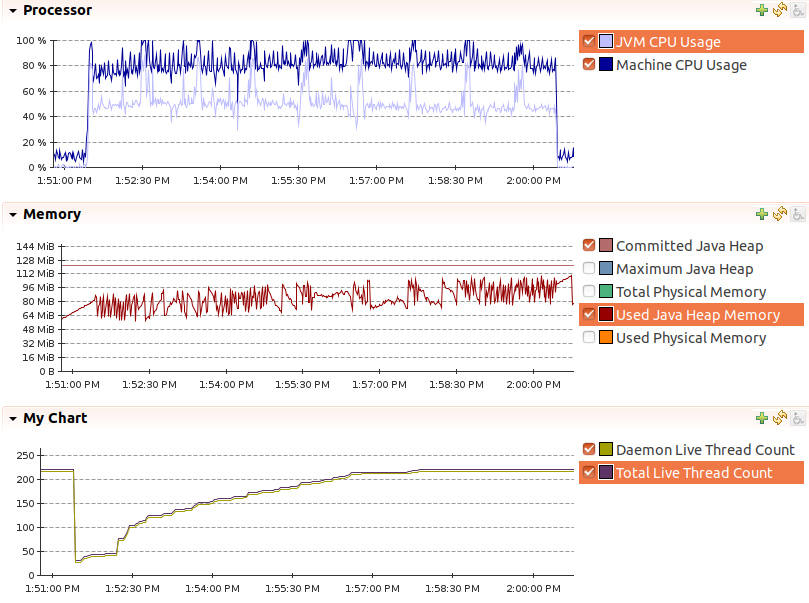 Processor
100 %
80 %
60 %
40 %
20 %
0 %
1:51:00 PM 1:52:30 PM 1:54:00 PM 1:55:30 PM 1:57:00 PM 1:58:30 PM 2:00:00 PM
JVM CPU Usage
Machine CPU Usage
Memory
144 MiB
128 MiB
112 MiB
96 MiB
80 MiB
64 MiB
48 MiB
32 MiB
16 MiB
0 B
1:51:00 PM 1:52:30 PM 1:54:00 PM 1:55:30 PM 1:57:00 PM 1:58:30 PM 2:00:00 PM
Committed Java Heap
Maximum Java Heap
Total Physical Memory
Used Java Heap Memory
Used Physical Memory
My Chart
250
200
150
100
50
0
1:51:00 PM 1:52:30 PM 1:54:00 PM 1:55:30 PM 1:57:00 PM 1:58:30 PM 2:00:00 PM
Daemon Live Thread Count
Total Live Thread Count